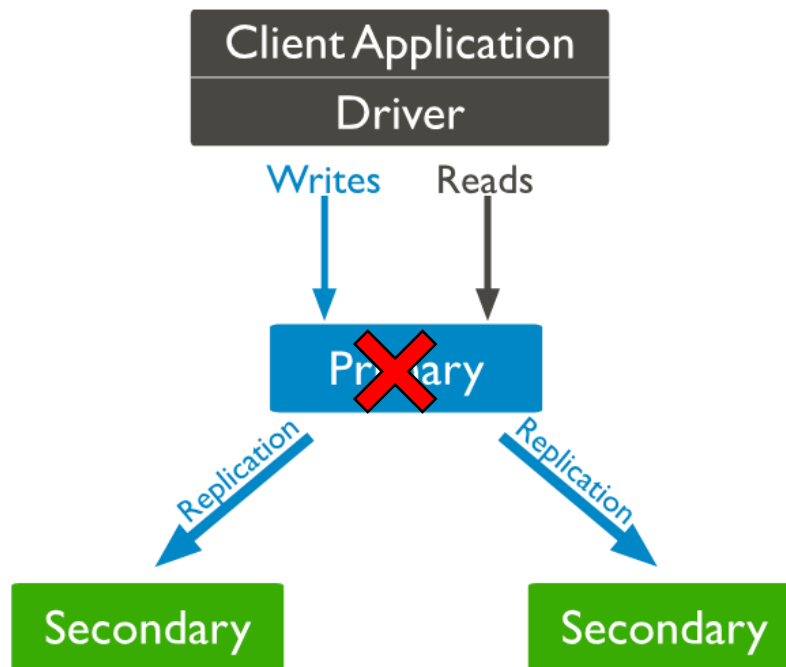 Client Application
Driver
Writes Reads
Primary
Replication Replication
Secondary Secondary